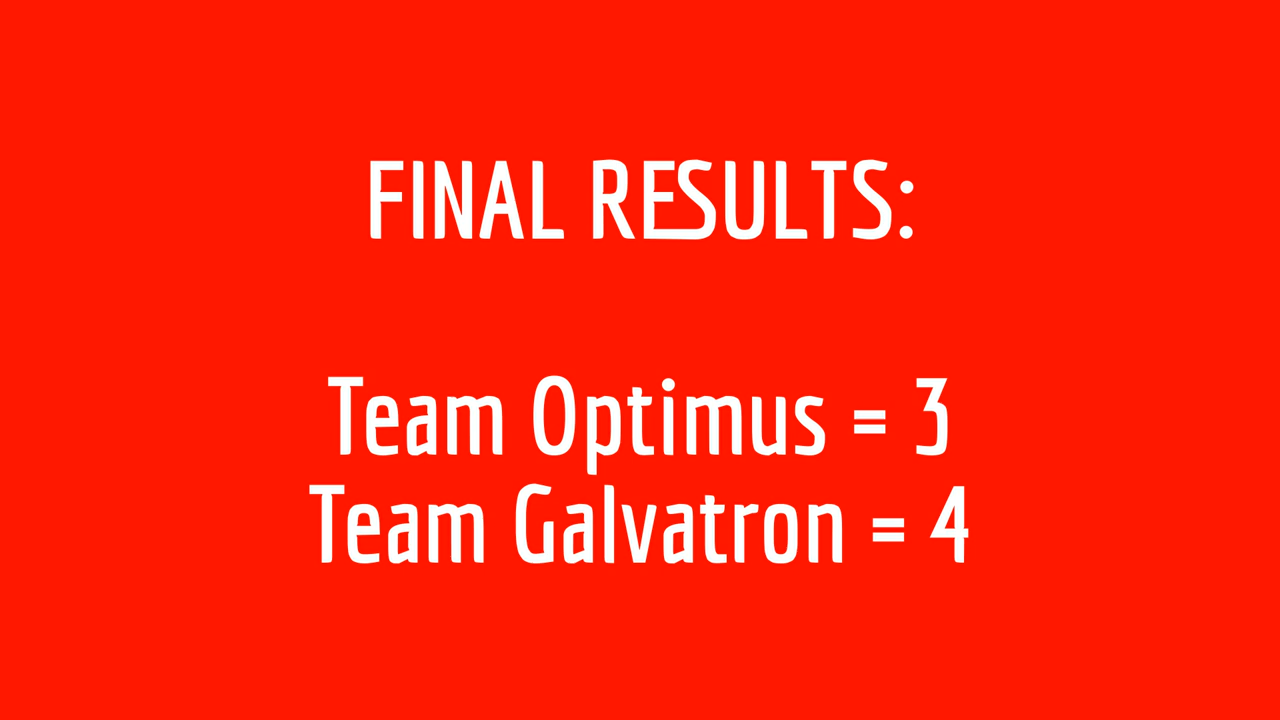 FINAL RESULTS:
Team Optimus = 3
Team Galvatron = 4